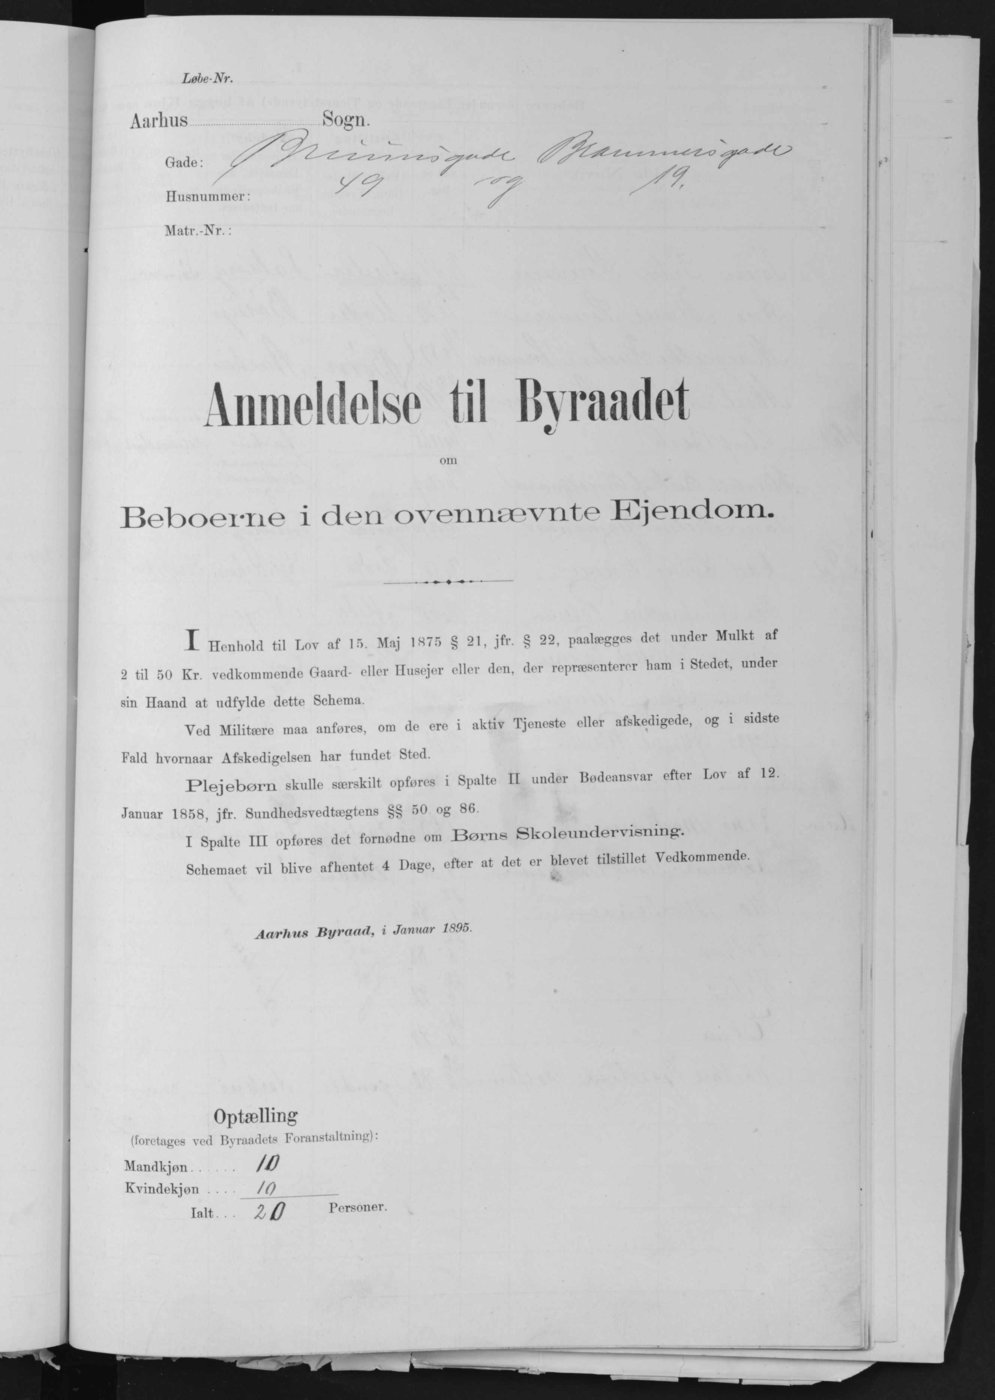 Løbe-Nr.
Aarhus Sogn.
Gade: Bruunsgade Brammersgade
Husnummer: 49 og 19.
Matr.-Nr.:
Anmeldelse til Byraadet
om
Beboerne i den ovennævnte Ejendom.
I Henhold til Lov af 15. Maj 1875 § 21, jfr. § 22, paalægges det under Mulkt af
2 til 50 Kr. vedkommende Gaard- eller Husejer eller den, der repræsenterer ham i Stedet, under
sin Haand at udfylde dette Schema.
Ved Militære maa anføres, om de ere i aktiv Tjeneste eller afskedigede, og i sidste
Fald hvornaar Afskedigelsen har fundet Sted.
Plejebørn skulle særskilt opføres i Spalte II under Bødeansvar efter Lov af 12.
Januar 1858, jfr. Sundhedsvedtægtens §§ 50 og 86.
I Spalte III opføres det fornødne om Børns Skoleundervisning.
Schemaet vil blive afhentet 4 Dage, efter at det er blevet tilstillet Vedkommende.
Aarhus Byraad, i Januar 1895.
Optælling
(foretages ved Byraadets Foranstaltning):
Mandkjøn...... 10
Kvindekjøn .... 10
Ialt... 20 Personer.